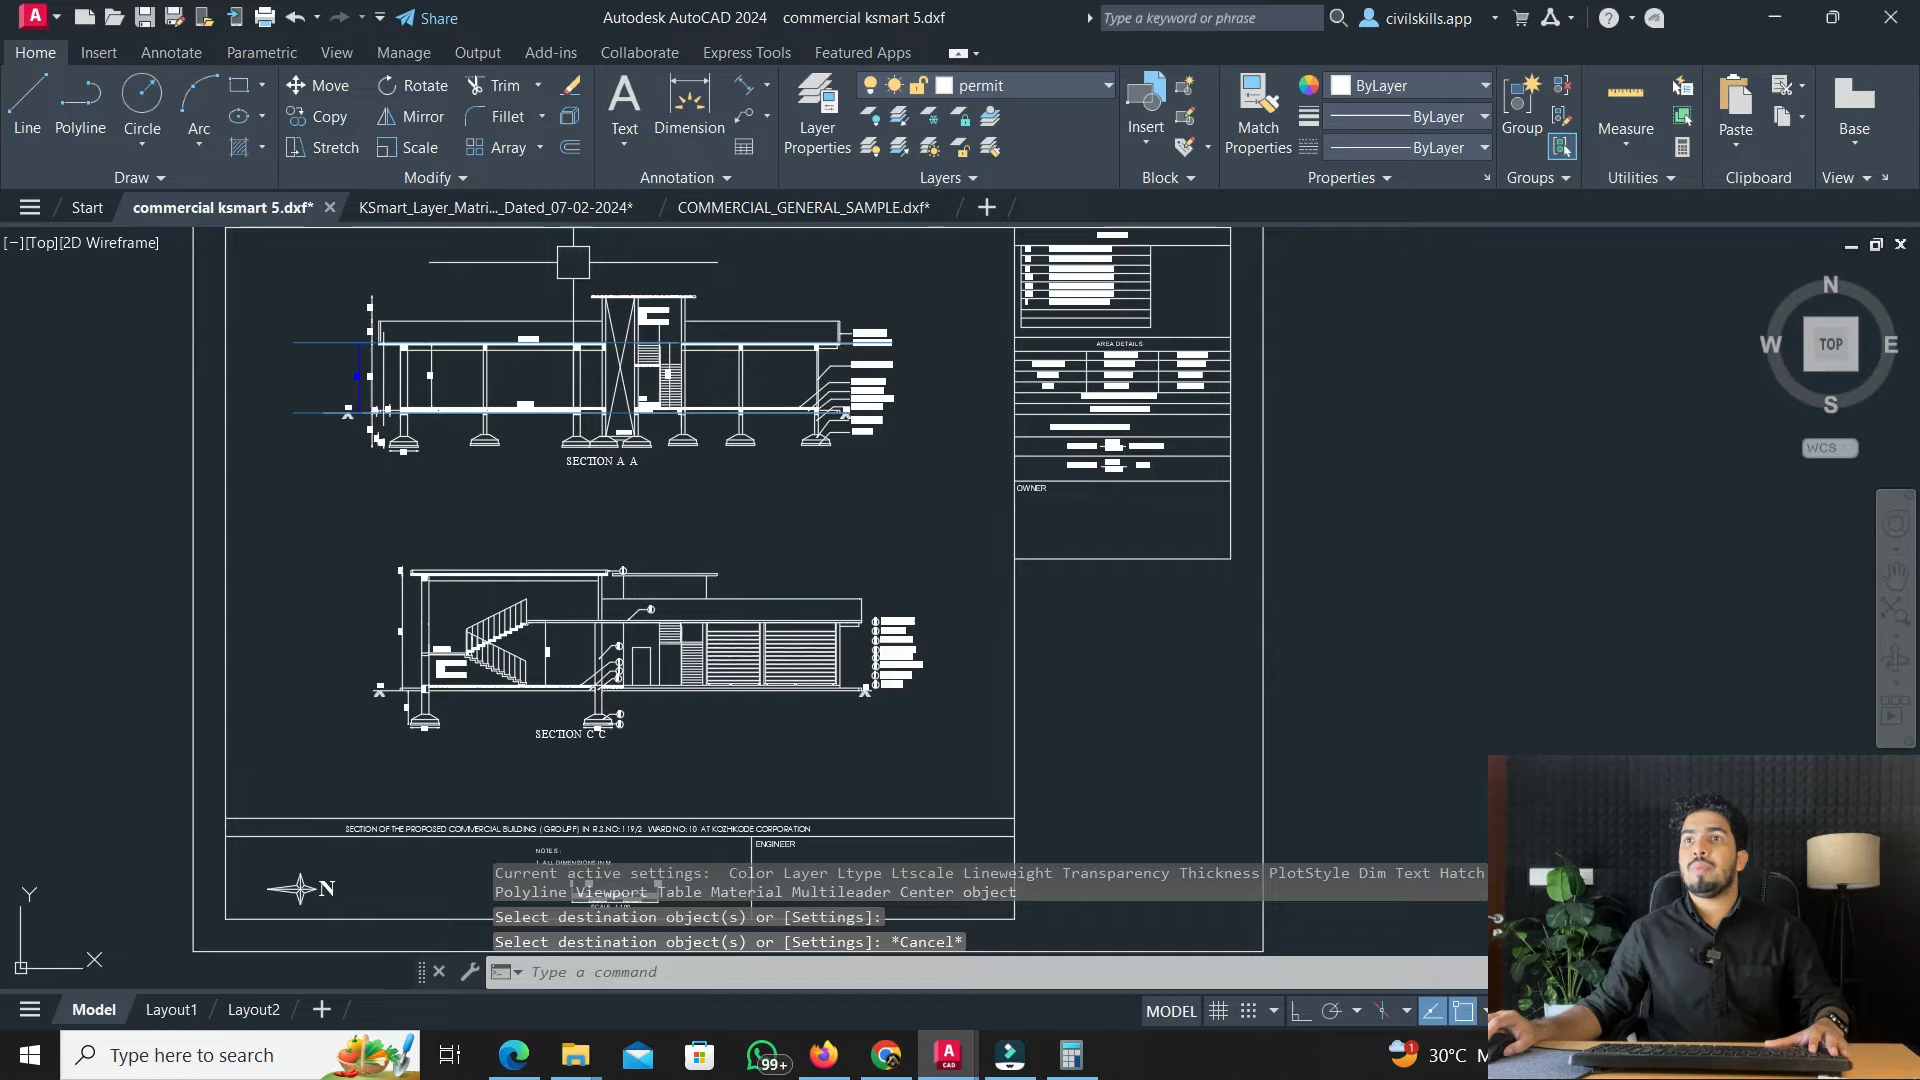 Share
Autodesk AutoCAD 2024 commercial ksmart 5.dxf
Type a keyword or phrase
civilskills.app
Home Insert Annotate Parametric View Manage Output Add-ins Collaborate Express Tools Featured Apps
Line Polyline Circle Arc
Move Rotate Trim
Copy Mirror Fillet
Stretch Scale Array
Text Dimension
Layer Properties
permit
Insert
Match Properties
ByLayer
ByLayer
ByLayer
Group
Measure
Paste
Base
Draw Modify Annotation Layers Block Properties Groups Utilities Clipboard View
Start commercial ksmart 5.dxf* KSmart_Layer_Matri..._Dated_07-02-2024* COMMERCIAL_GENERAL_SAMPLE.dxf*
[−][Top][2D Wireframe]
N
W TOP E
S
WCS
AREA DETAILS
SECTION A A
OWNER
SECTION C C
SECTION OF THE PROPOSED COMMERCIAL BUILDING ( GROUP F) IN R.S.NO: 119/2 WARD NO: 10 AT KOZHIKODE CORPORATION
NOTES :
ENGINEER
1. ALL DIMENSIONS IN M
N
Y
X
Current active settings: Color Layer Ltype Ltscale Lineweight Transparency Thickness PlotStyle Dim Text Hatch
Polyline Viewport Table Material Multileader Center object
Select destination object(s) or [Settings]:
Select destination object(s) or [Settings]: *Cancel*
Type a command
Model Layout1 Layout2
MODEL
Type here to search
99+
A
CAD
1
30°C